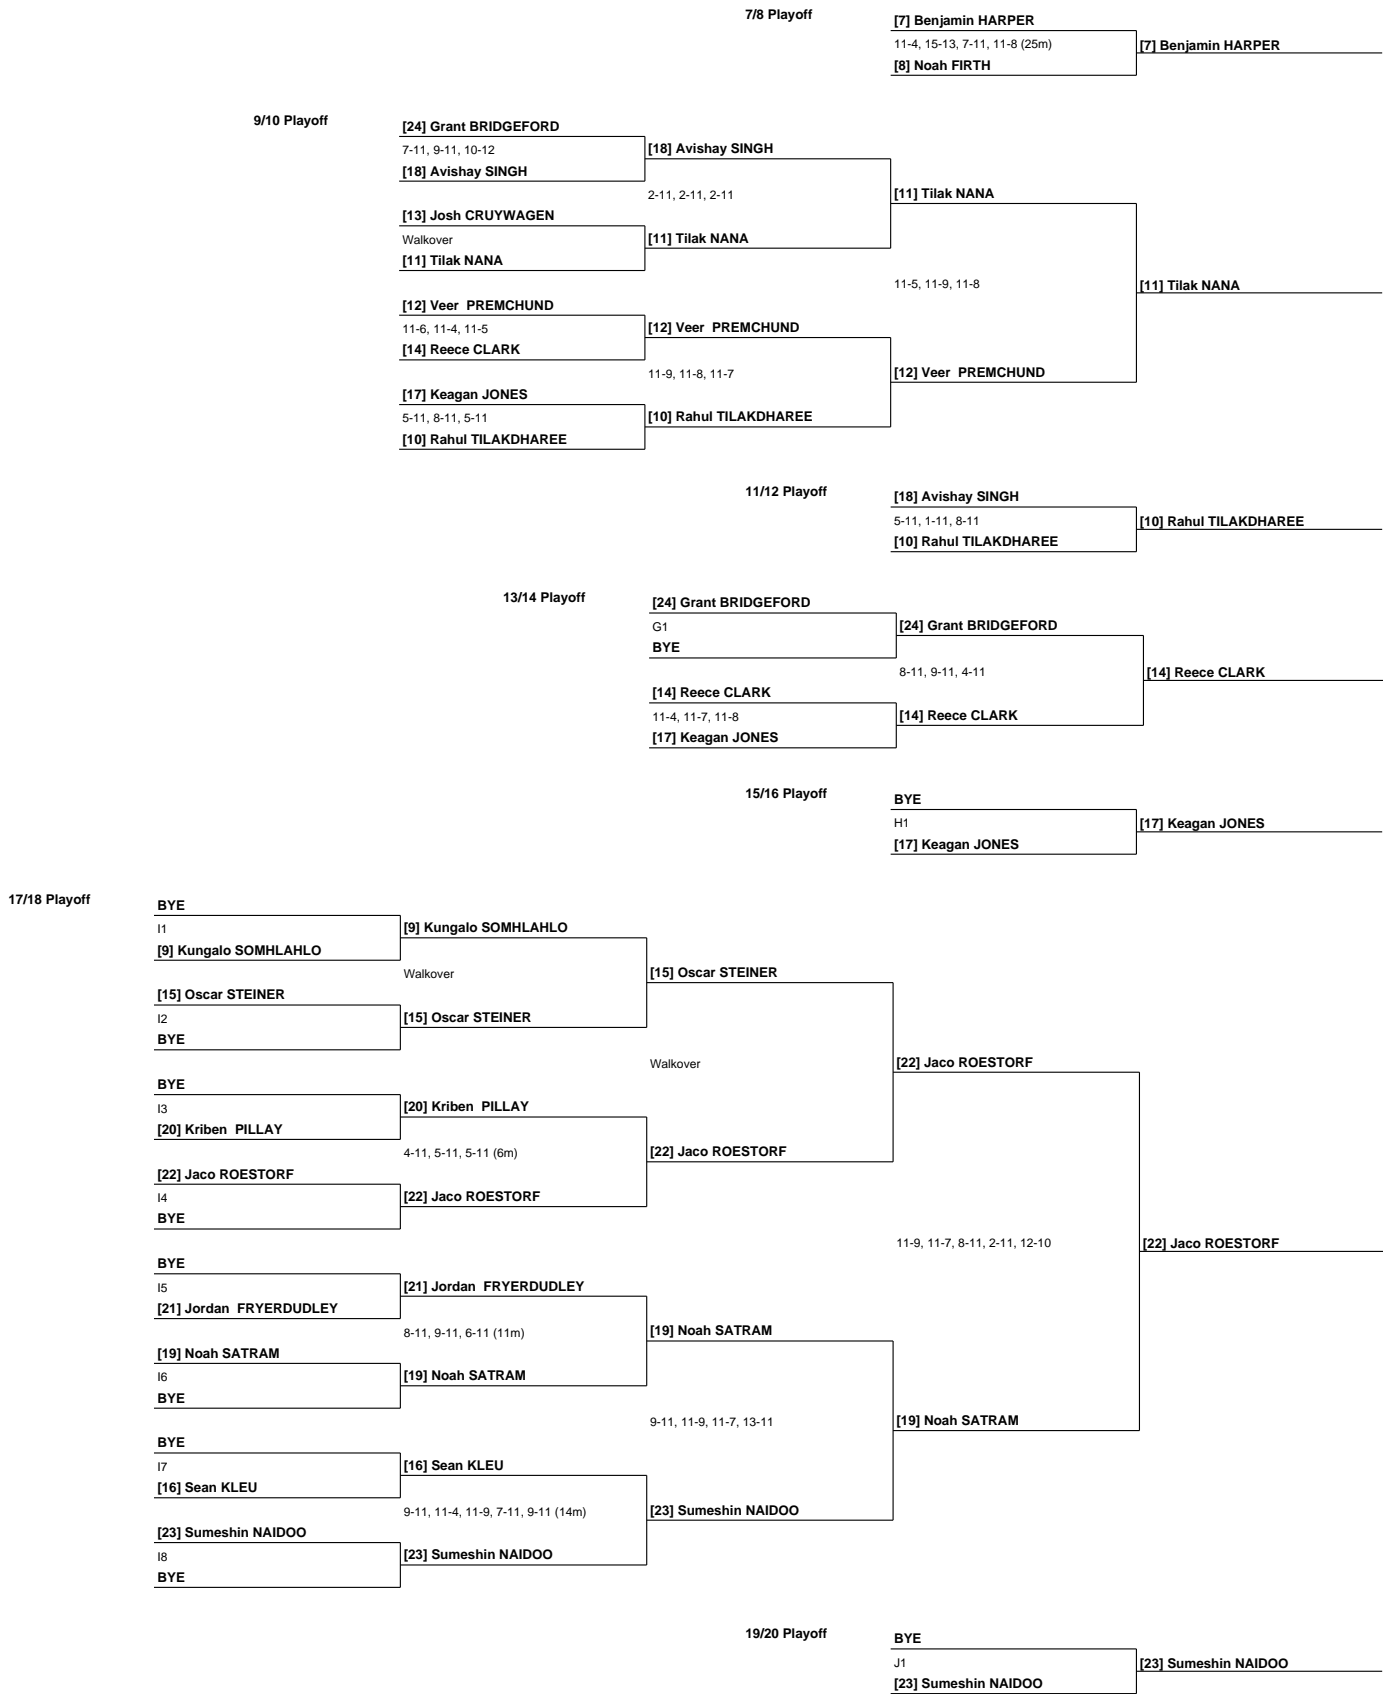 7/8 Playoff
[7] Benjamin HARPER
11-4, 15-13, 7-11, 11-8 (25m)
[7] Benjamin HARPER
[8] Noah FIRTH
9/10 Playoff
[24] Grant BRIDGEFORD
7-11, 9-11, 10-12
[18] Avishay SINGH
[18] Avishay SINGH
2-11, 2-11, 2-11
[11] Tilak NANA
[13] Josh CRUYWAGEN
Walkover
[11] Tilak NANA
[11] Tilak NANA
11-5, 11-9, 11-8
[11] Tilak NANA
[12] Veer  PREMCHUND
11-6, 11-4, 11-5
[12] Veer  PREMCHUND
[14] Reece CLARK
11-9, 11-8, 11-7
[12] Veer  PREMCHUND
[17] Keagan JONES
5-11, 8-11, 5-11
[10] Rahul TILAKDHAREE
[10] Rahul TILAKDHAREE
11/12 Playoff
[18] Avishay SINGH
5-11, 1-11, 8-11
[10] Rahul TILAKDHAREE
[10] Rahul TILAKDHAREE
13/14 Playoff
[24] Grant BRIDGEFORD
G1
[24] Grant BRIDGEFORD
BYE
8-11, 9-11, 4-11
[14] Reece CLARK
[14] Reece CLARK
11-4, 11-7, 11-8
[14] Reece CLARK
[17] Keagan JONES
15/16 Playoff
BYE
H1
[17] Keagan JONES
[17] Keagan JONES
17/18 Playoff
BYE
I1
[9] Kungalo SOMHLAHLO
[9] Kungalo SOMHLAHLO
Walkover
[15] Oscar STEINER
[15] Oscar STEINER
I2
[15] Oscar STEINER
BYE
Walkover
[22] Jaco ROESTORF
BYE
I3
[20] Kriben  PILLAY
[20] Kriben  PILLAY
4-11, 5-11, 5-11 (6m)
[22] Jaco ROESTORF
[22] Jaco ROESTORF
I4
[22] Jaco ROESTORF
BYE
11-9, 11-7, 8-11, 2-11, 12-10
[22] Jaco ROESTORF
BYE
I5
[21] Jordan  FRYERDUDLEY
[21] Jordan  FRYERDUDLEY
8-11, 9-11, 6-11 (11m)
[19] Noah SATRAM
[19] Noah SATRAM
I6
[19] Noah SATRAM
BYE
9-11, 11-9, 11-7, 13-11
[19] Noah SATRAM
BYE
I7
[16] Sean KLEU
[16] Sean KLEU
9-11, 11-4, 11-9, 7-11, 9-11 (14m)
[23] Sumeshin NAIDOO
[23] Sumeshin NAIDOO
I8
[23] Sumeshin NAIDOO
BYE
19/20 Playoff
BYE
J1
[23] Sumeshin NAIDOO
[23] Sumeshin NAIDOO